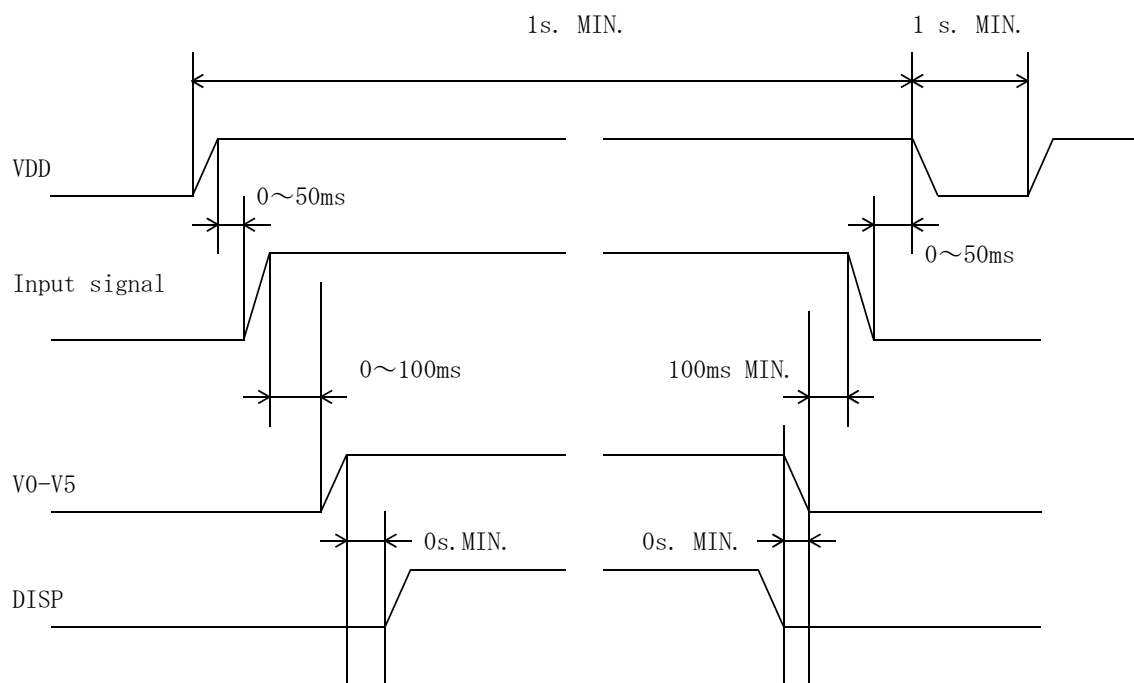 1s. MIN.
1 s. MIN.
VDD
0～50ms
0～50ms
Input signal
0～100ms
100ms MIN.
V0-V5
0s.MIN.
0s. MIN.
DISP